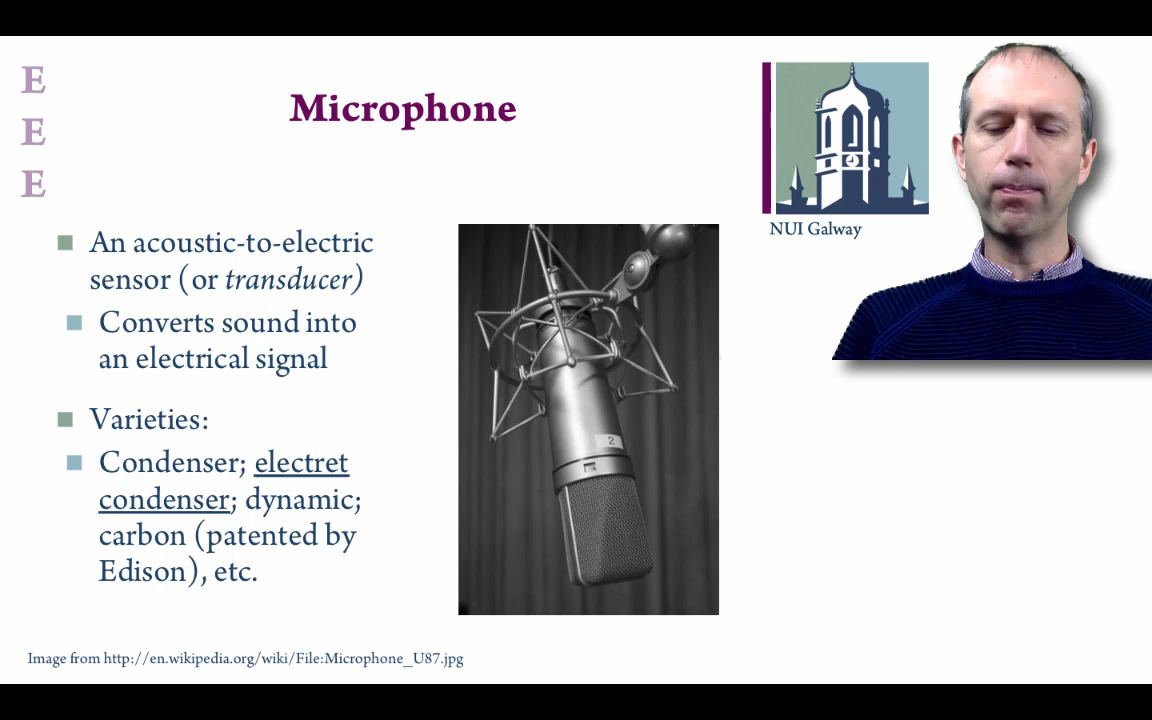 E
E
E
Microphone
NUI Galway
An acoustic-to-electric
sensor (or transducer)
Converts sound into
an electrical signal
Varieties:
Condenser; electret
condenser; dynamic;
carbon (patented by
Edison), etc.
2
Image from http://en.wikipedia.org/wiki/File:Microphone_U87.jpg